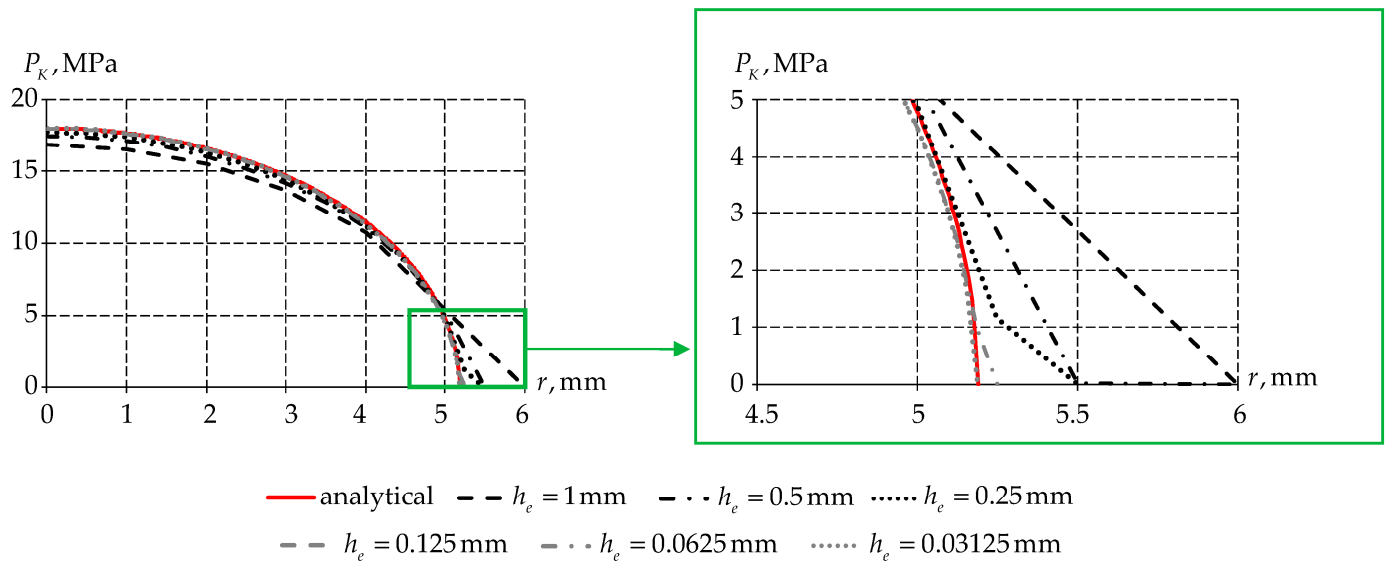 P_K, MPa
20
15
10
5
0
0 1 2 3 4 5 6
r, mm
P_K, MPa
5
4
3
2
1
0
4.5 5 5.5 6
r, mm
analytical h_e = 1 mm h_e = 0.5 mm h_e = 0.25 mm
h_e = 0.125 mm h_e = 0.0625 mm h_e = 0.03125 mm